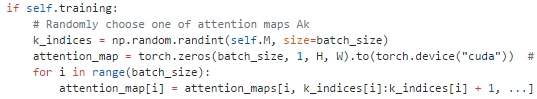 if self.training:
    # Randomly choose one of attention maps Ak
    k_indices = np.random.randint(self.M, size=batch_size)
    attention_map = torch.zeros(batch_size, 1, H, W).to(torch.device("cuda"))  #
    for i in range(batch_size):
        attention_map[i] = attention_maps[i, k_indices[i]:k_indices[i] + 1, ...]